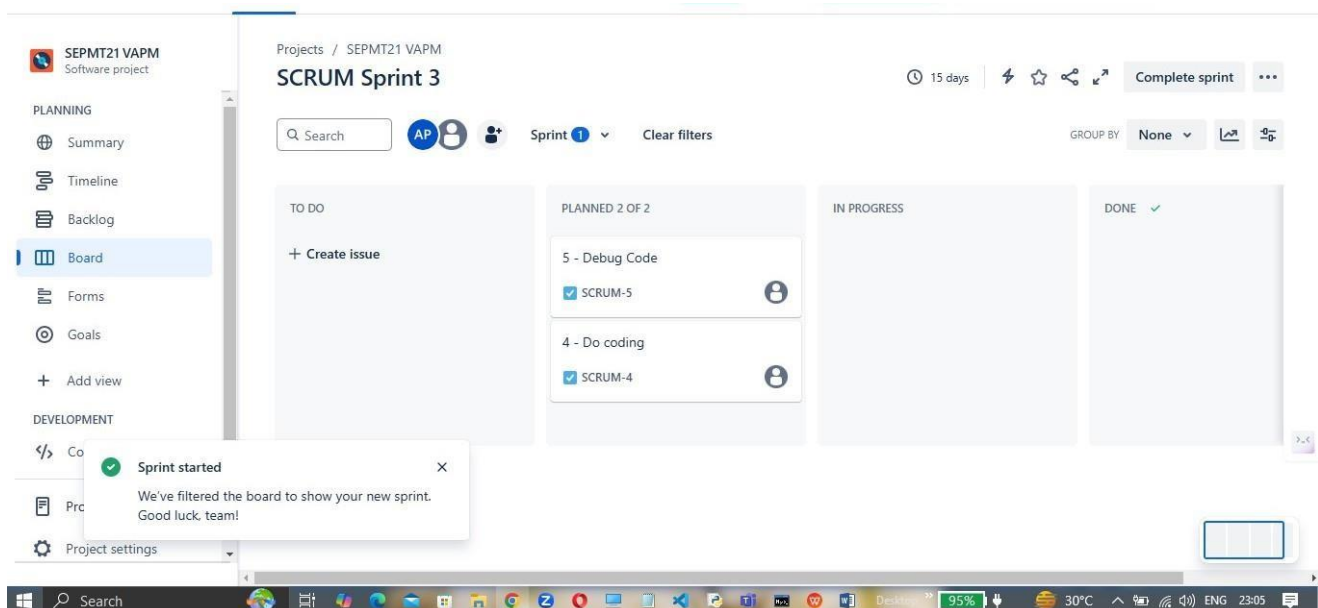 SEPMT21 VAPM
Software project
PLANNING
Summary
Timeline
Backlog
Board
Forms
Goals
+ Add view
DEVELOPMENT
</> Co
Pro
Project settings
Projects / SEPMT21 VAPM
SCRUM Sprint 3
15 days
Complete sprint
Search
AP
Sprint 1
Clear filters
GROUP BY None
TO DO
+ Create issue
PLANNED 2 OF 2
5 - Debug Code
SCRUM-5
4 - Do coding
SCRUM-4
IN PROGRESS
DONE
Sprint started
We've filtered the board to show your new sprint.
Good luck, team!
Search
95%
30°C
ENG 23:05